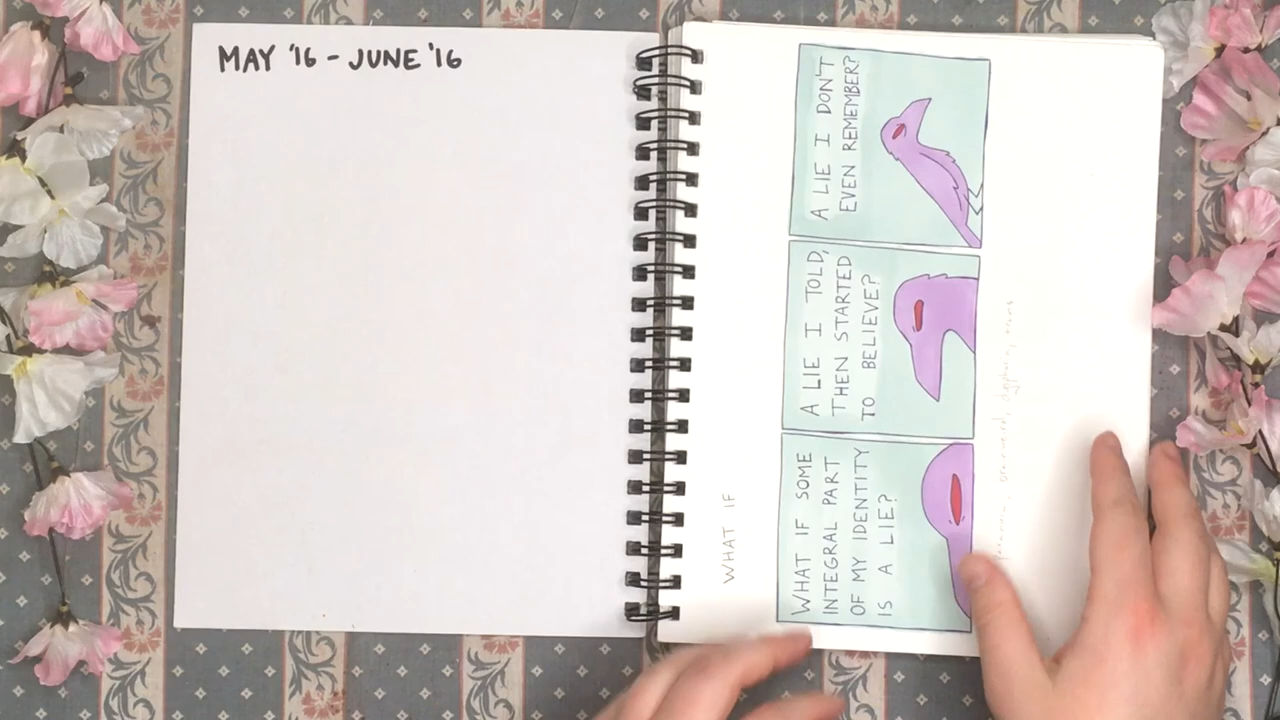 MAY '16 - JUNE '16
WHAT IF
WHAT IF SOME
INTEGRAL PART
OF MY IDENTITY
IS A LIE?
A LIE I TOLD,
THEN STARTED
TO BELIEVE?
A LIE I DON'T
EVEN REMEMBER?